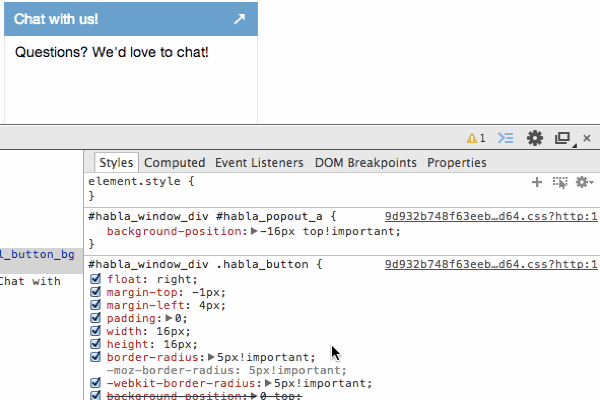 Chat with us!
Questions? We'd love to chat!
1
Styles Computed Event Listeners DOM Breakpoints Properties
element.style {
}
#habla_window_div #habla_popout_a { 9d932b748f63eeb…d64.css?http:1
background-position: -16px top!important;
}
l_button_bg
Chat with
#habla_window_div .habla_button { 9d932b748f63eeb…d64.css?http:1
float: right;
margin-top: -1px;
margin-left: 4px;
padding: 0;
width: 16px;
height: 16px;
border-radius: 5px!important;
-moz-border-radius: 5px!important;
-webkit-border-radius: 5px!important;
background-position: 0 top;